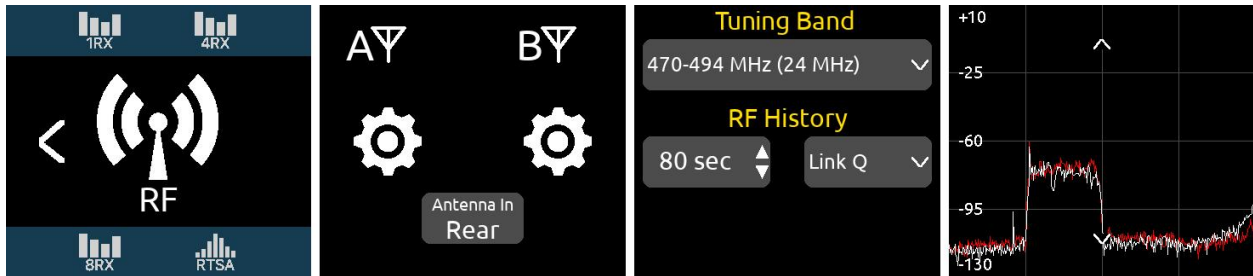 1RX
4RX
RF
8RX
RTSA
A
B
Antenna In
Rear
Tuning Band
470-494 MHz (24 MHz)
RF History
80 sec
Link Q
+10
-25
-60
-95
-130